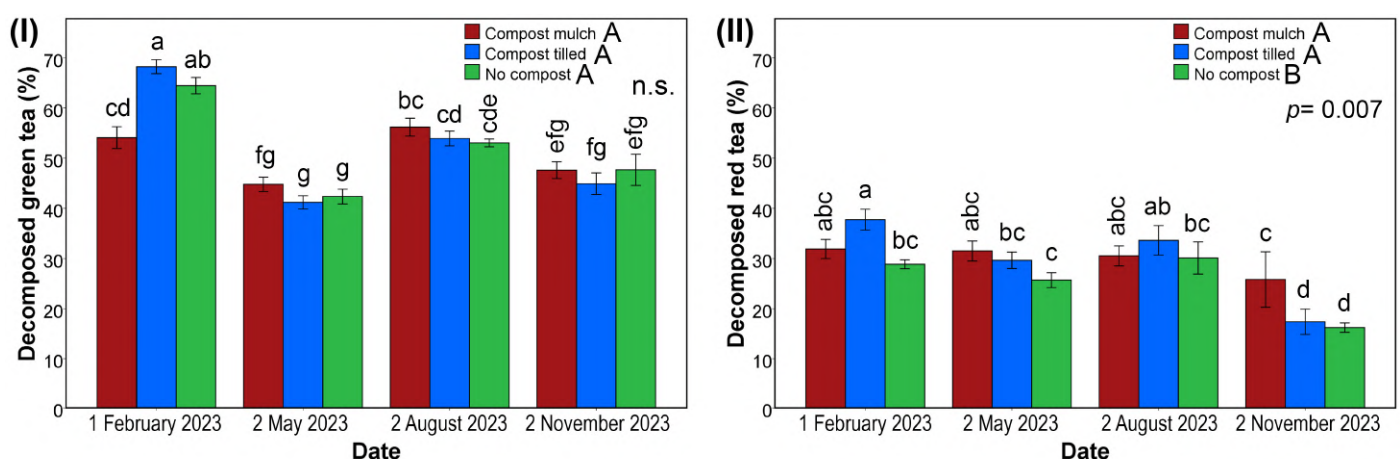 (I)
Compost mulch A
Compost tilled A
No compost A
n.s.
Decomposed green tea (%)
70
60
50
40
30
20
10
0
cd a ab
fg g g
bc cd cde
efg fg efg
1 February 2023 2 May 2023 2 August 2023 2 November 2023
Date
(II)
Compost mulch A
Compost tilled A
No compost B
p= 0.007
Decomposed red tea (%)
70
60
50
40
30
20
10
0
abc a bc
abc bc c
abc ab bc
c d d
1 February 2023 2 May 2023 2 August 2023 2 November 2023
Date